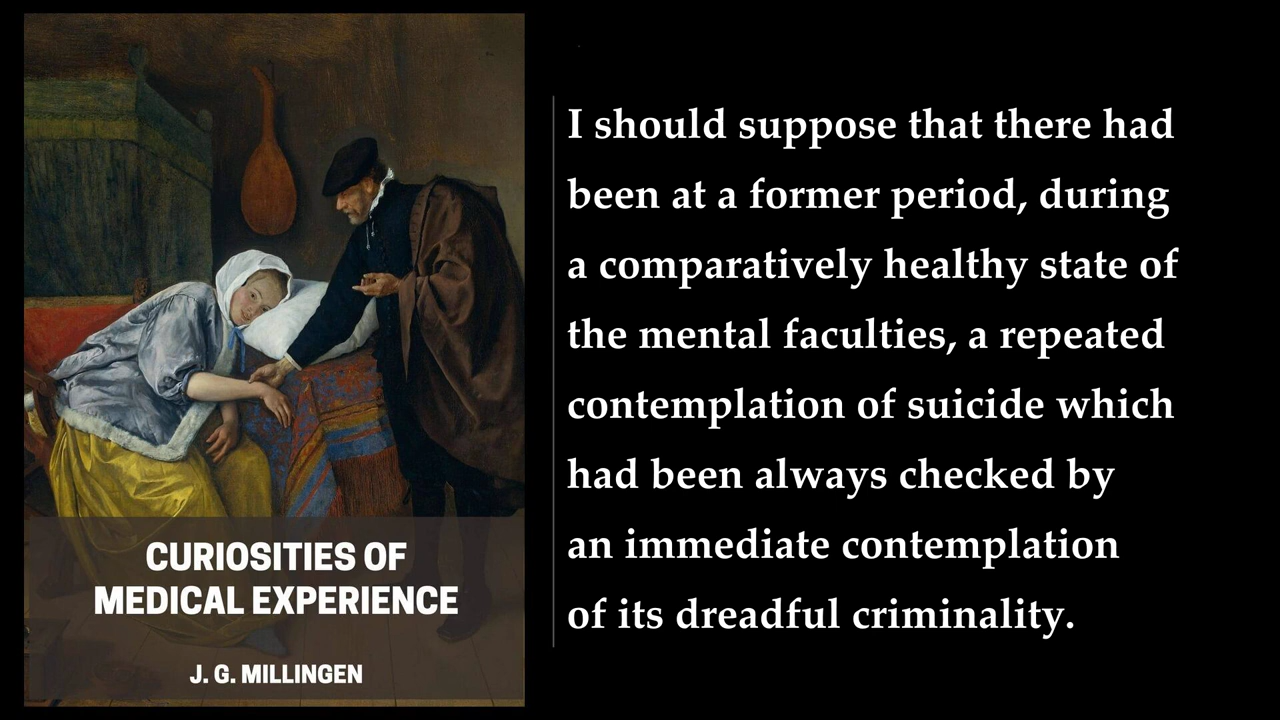 CURIOSITIES OF
MEDICAL EXPERIENCE
J. G. MILLINGEN
I should suppose that there had
been at a former period, during
a comparatively healthy state of
the mental faculties, a repeated
contemplation of suicide which
had been always checked by
an immediate contemplation
of its dreadful criminality.